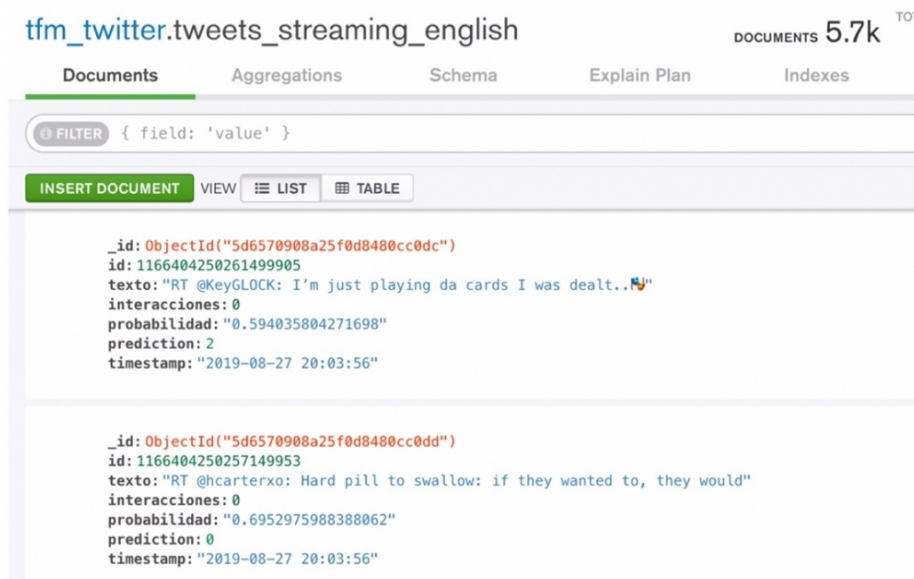 tfm_twitter.tweets_streaming_english
DOCUMENTS 5.7k
TOT
Documents Aggregations Schema Explain Plan Indexes
FILTER { field: 'value' }
INSERT DOCUMENT VIEW LIST TABLE
_id: ObjectId("5d6570908a25f0d8480cc0dc")
id: 1166404250261499905
texto: "RT @KeyGLOCK: I’m just playing da cards I was dealt..🎭"
interacciones: 0
probabilidad: "0.594035804271698"
prediction: 2
timestamp: "2019-08-27 20:03:56"
_id: ObjectId("5d6570908a25f0d8480cc0dd")
id: 1166404250257149953
texto: "RT @hcarterxo: Hard pill to swallow: if they wanted to, they would"
interacciones: 0
probabilidad: "0.6952975988388062"
prediction: 0
timestamp: "2019-08-27 20:03:56"